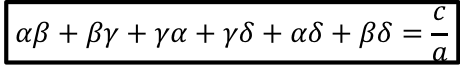 αβ + βγ + γα + γδ + αδ + βδ = c/a